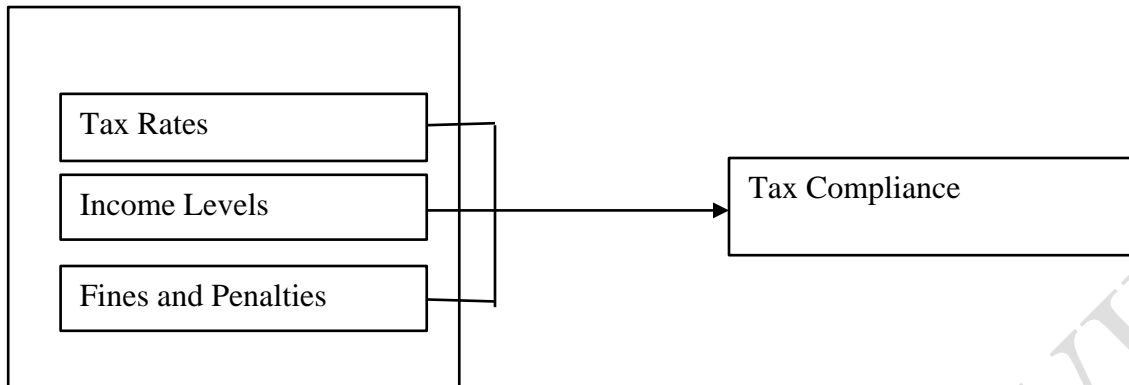 Tax Rates
Income Levels
Tax Compliance
Fines and Penalties